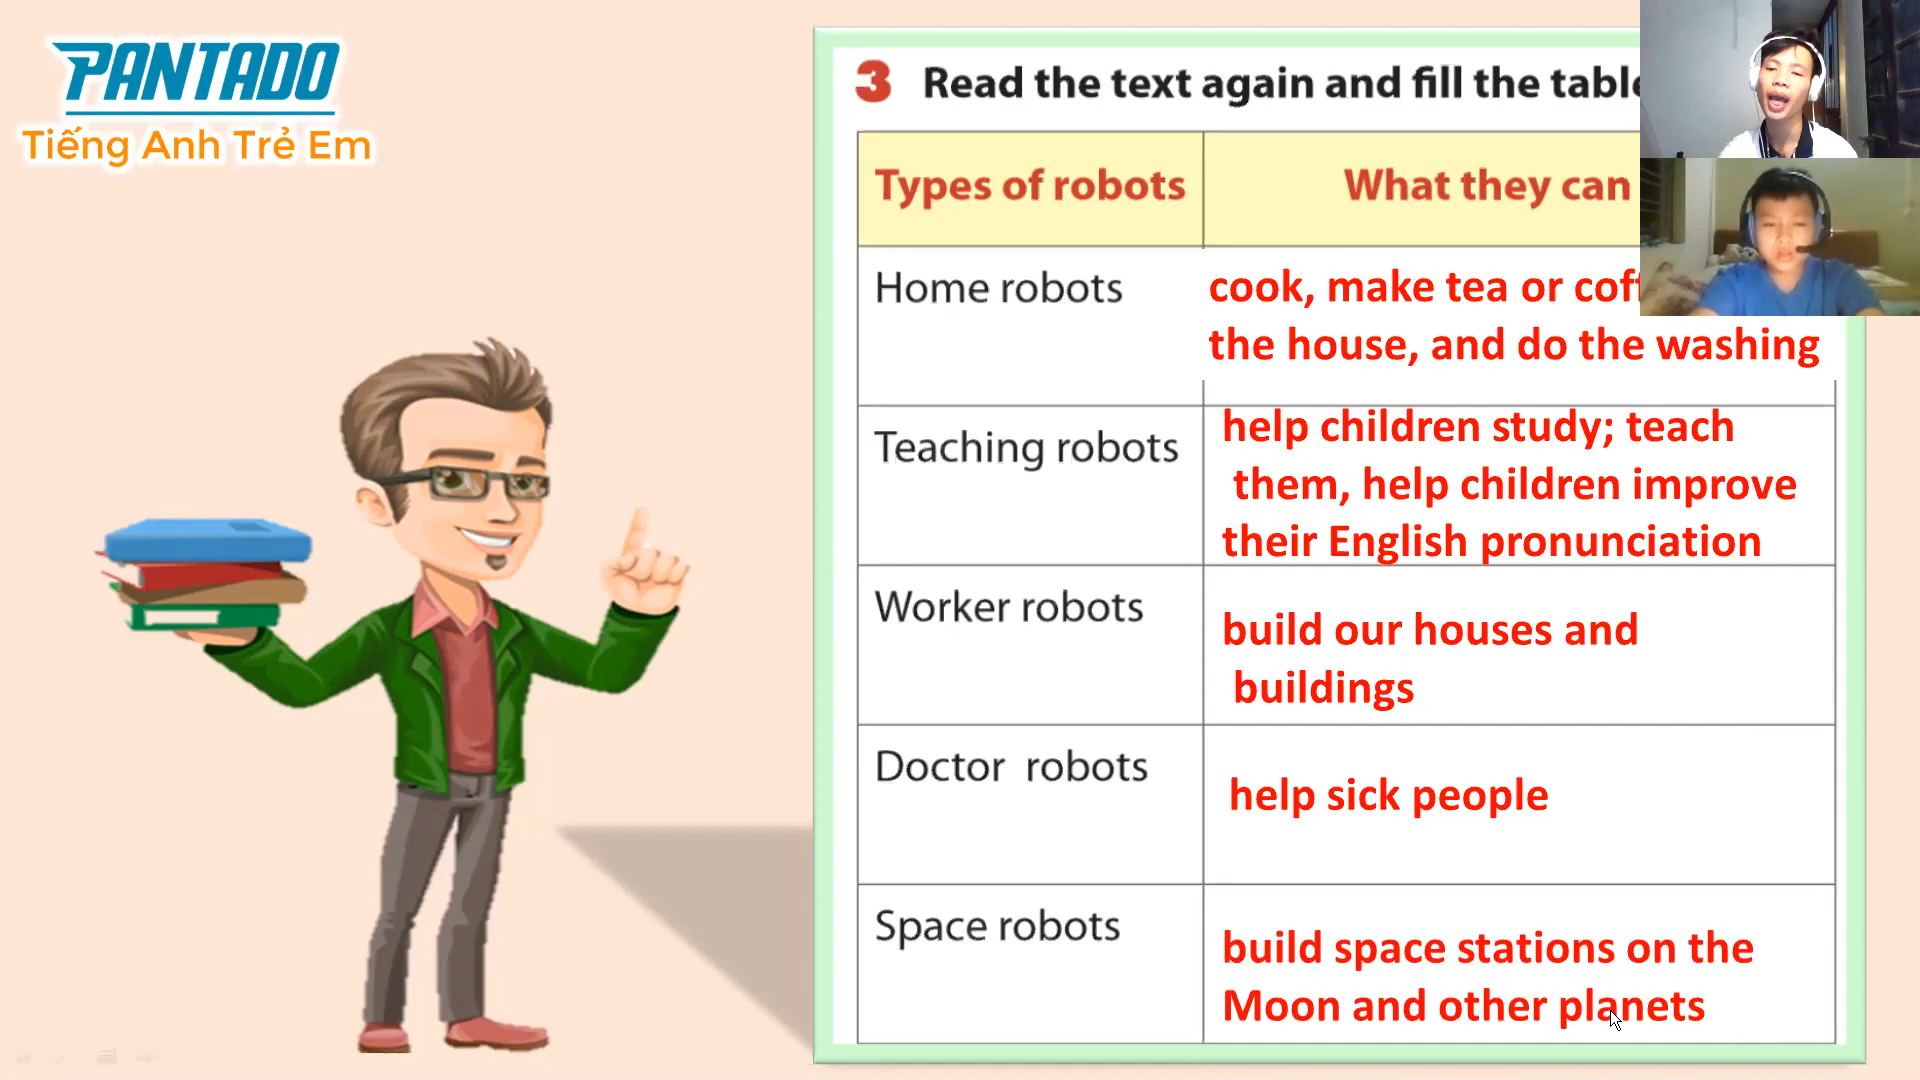 PANTADO
Tiếng Anh Trẻ Em
3 Read the text again and fill the table
Types of robots
What they can
Home robots
cook, make tea or
the house, and do the washing
Teaching robots
help children study; teach
them, help children improve
their English pronunciation
Worker robots
build our houses and
buildings
Doctor robots
help sick people
Space robots
build space stations on the
Moon and other planets